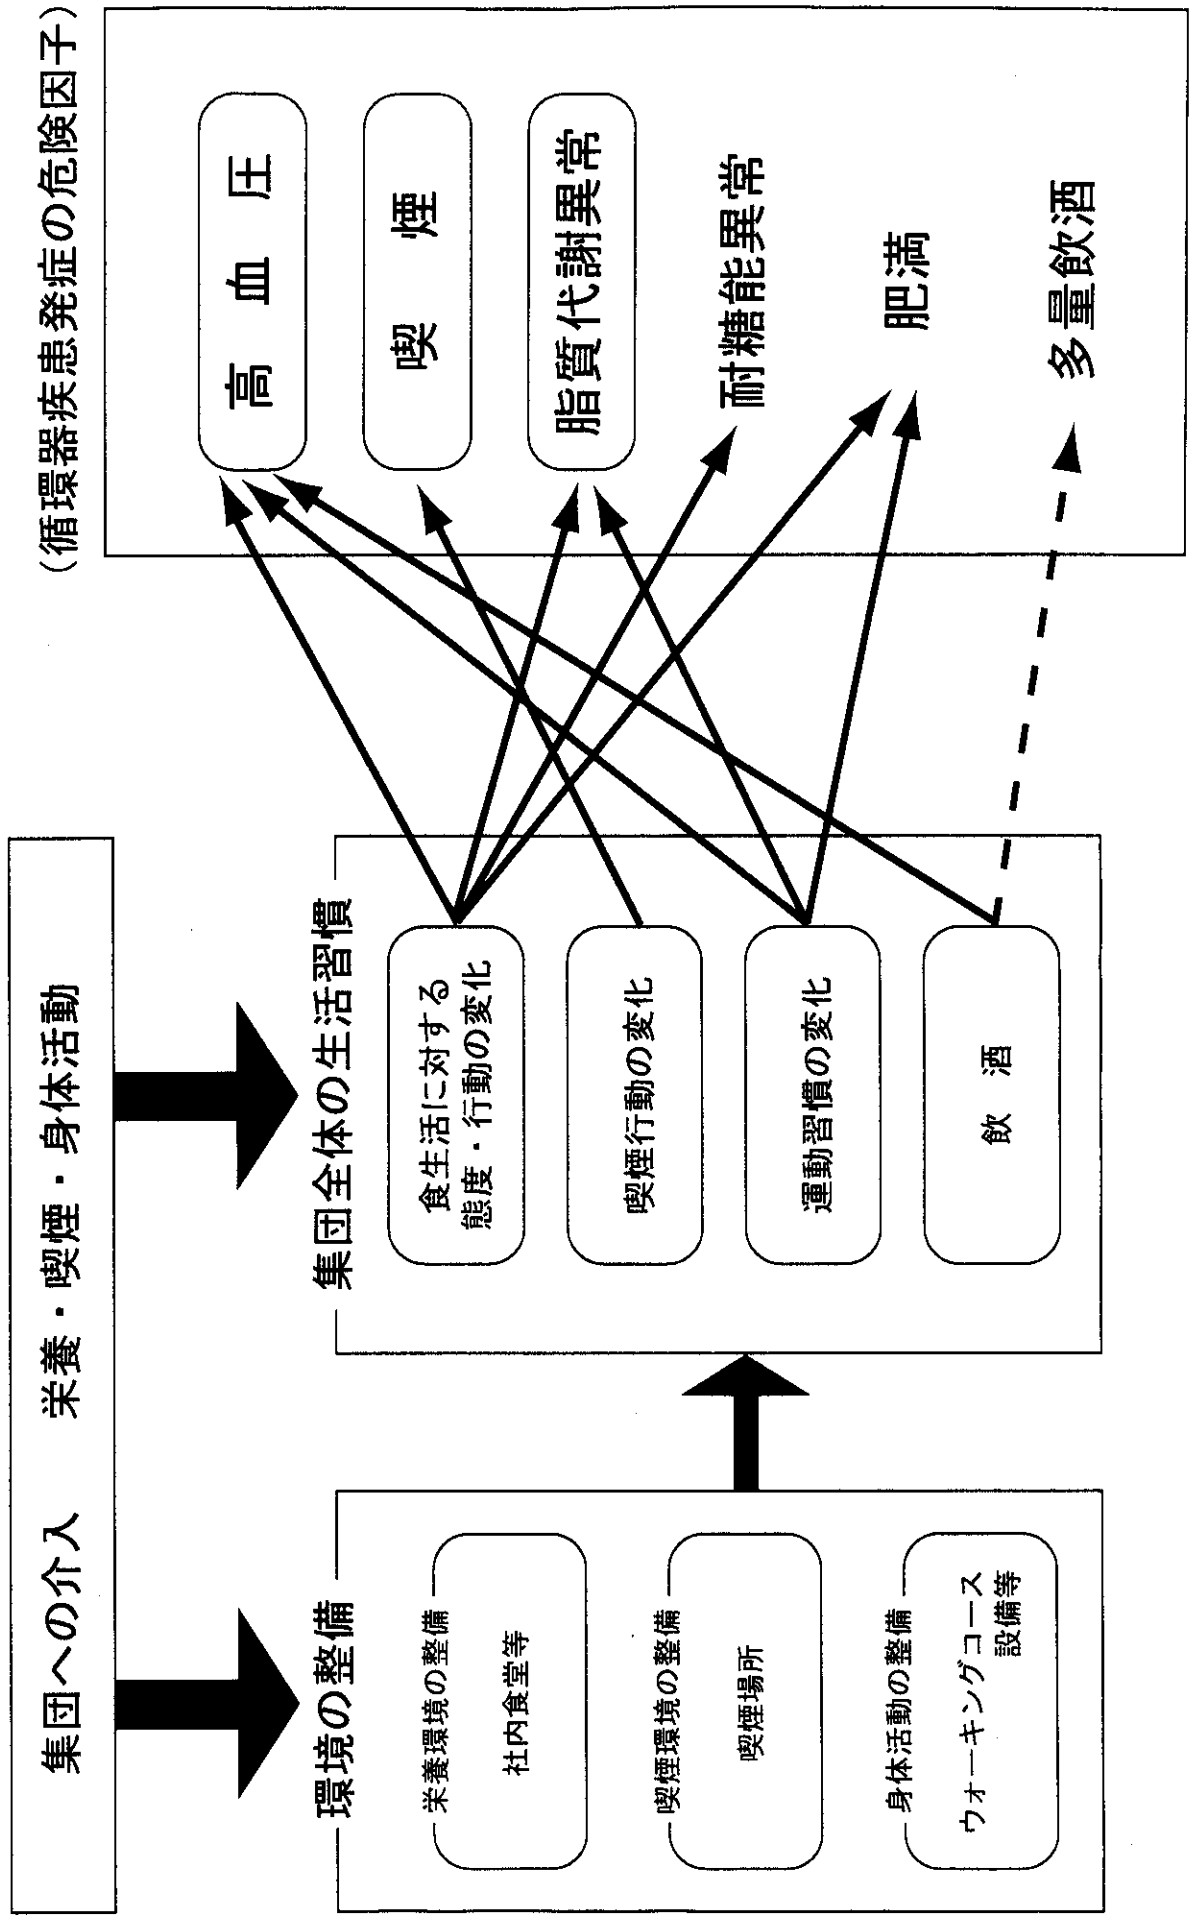 集団への介入　栄養・喫煙・身体活動
環境の整備
栄養環境の整備
社内食堂等
喫煙環境の整備
喫煙場所
身体活動の整備
ウォーキングコース
設備等
集団全体の生活習慣
食生活に対する
態度・行動の変化
喫煙行動の変化
運動習慣の変化
飲　酒
（循環器疾患発症の危険因子）
高　血　圧
喫　煙
脂質代謝異常
耐糖能異常
肥満
多量飲酒